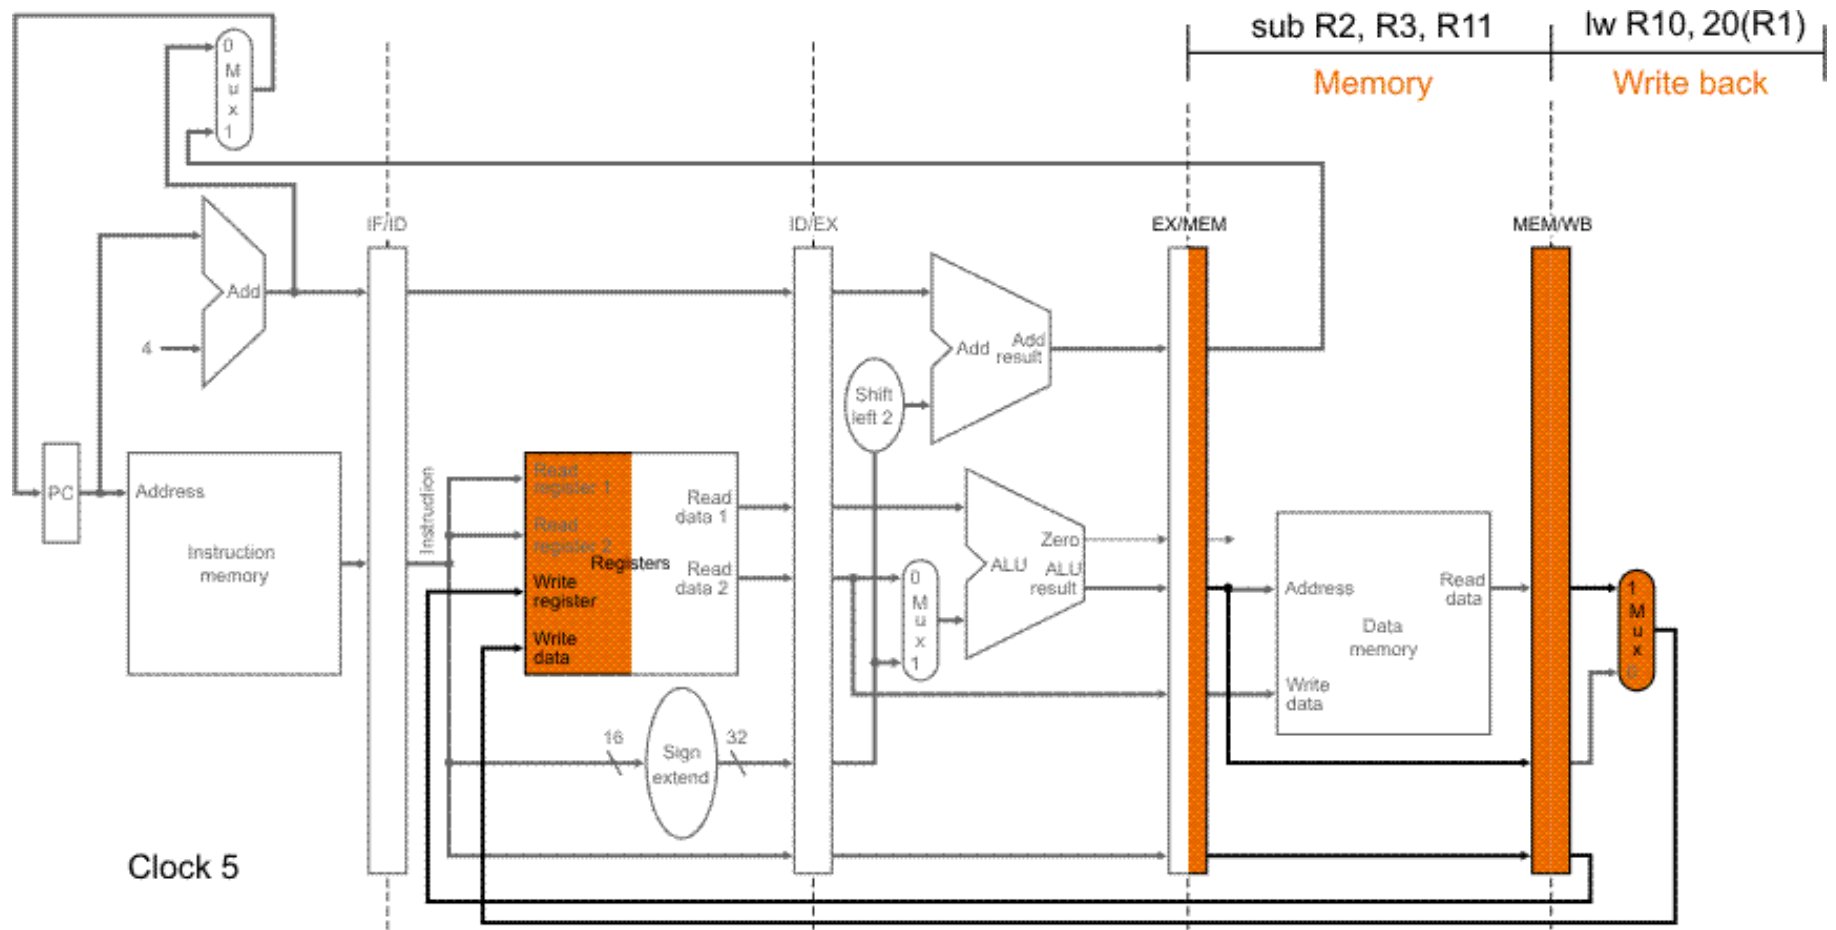 sub R2, R3, R11
lw R10, 20(R1)
Memory
Write back
0
M
u
x
1
IF/ID
ID/EX
EX/MEM
MEM/WB
Add
4
Add
Add
result
Shift
left 2
PC
Address
Instruction
memory
Instruction
Read
register 1
Read
register 2
Registers
Write
register
Write
data
Read
data 1
Read
data 2
0
M
u
x
1
Zero
ALU
ALU
result
Address
Read
data
Data
memory
Write
data
1
M
u
x
0
16
Sign
extend
32
Clock 5